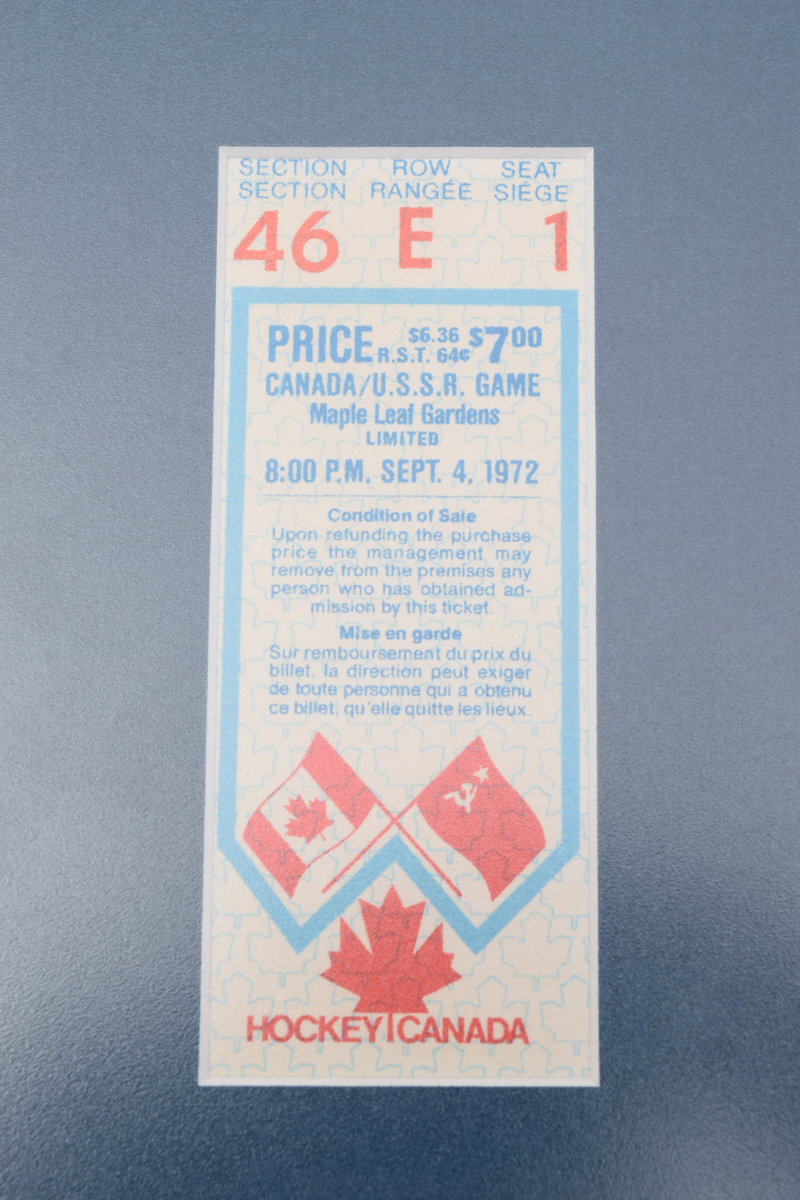 SECTION ROW SEAT
SECTION RANGÉE SIÉGE
46 E 1
PRICE $6.36 R.S.T. 64¢ $7.00
CANADA/U.S.S.R. GAME
Maple Leaf Gardens
LIMITED
8:00 P.M. SEPT. 4, 1972
Condition of Sale
Upon refunding the purchase
price the management may
remove from the premises any
person who has obtained ad-
mission by this ticket.
Mise en garde
Sur remboursement du prix du
billet, la direction peut exiger
de toute personne qui a obtenu
ce billet, qu'elle quitte les lieux.
HOCKEY CANADA